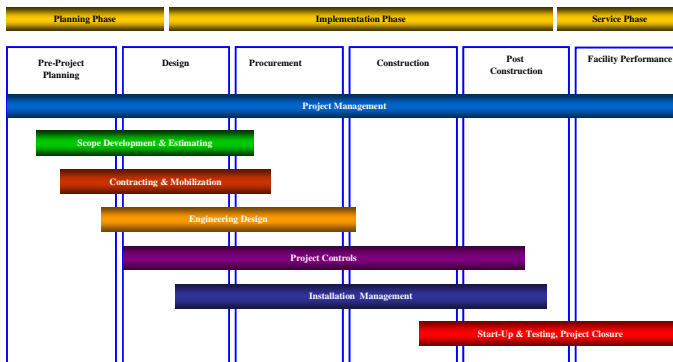 Planning Phase
Implementation Phase
Service Phase
Pre-Project
Planning
Design
Procurement
Construction
Post
Construction
Facility Performance
Project Management
Scope Development & Estimating
Contracting & Mobilization
Engineering Design
Project Controls
Installation Management
Start-Up & Testing, Project Closure